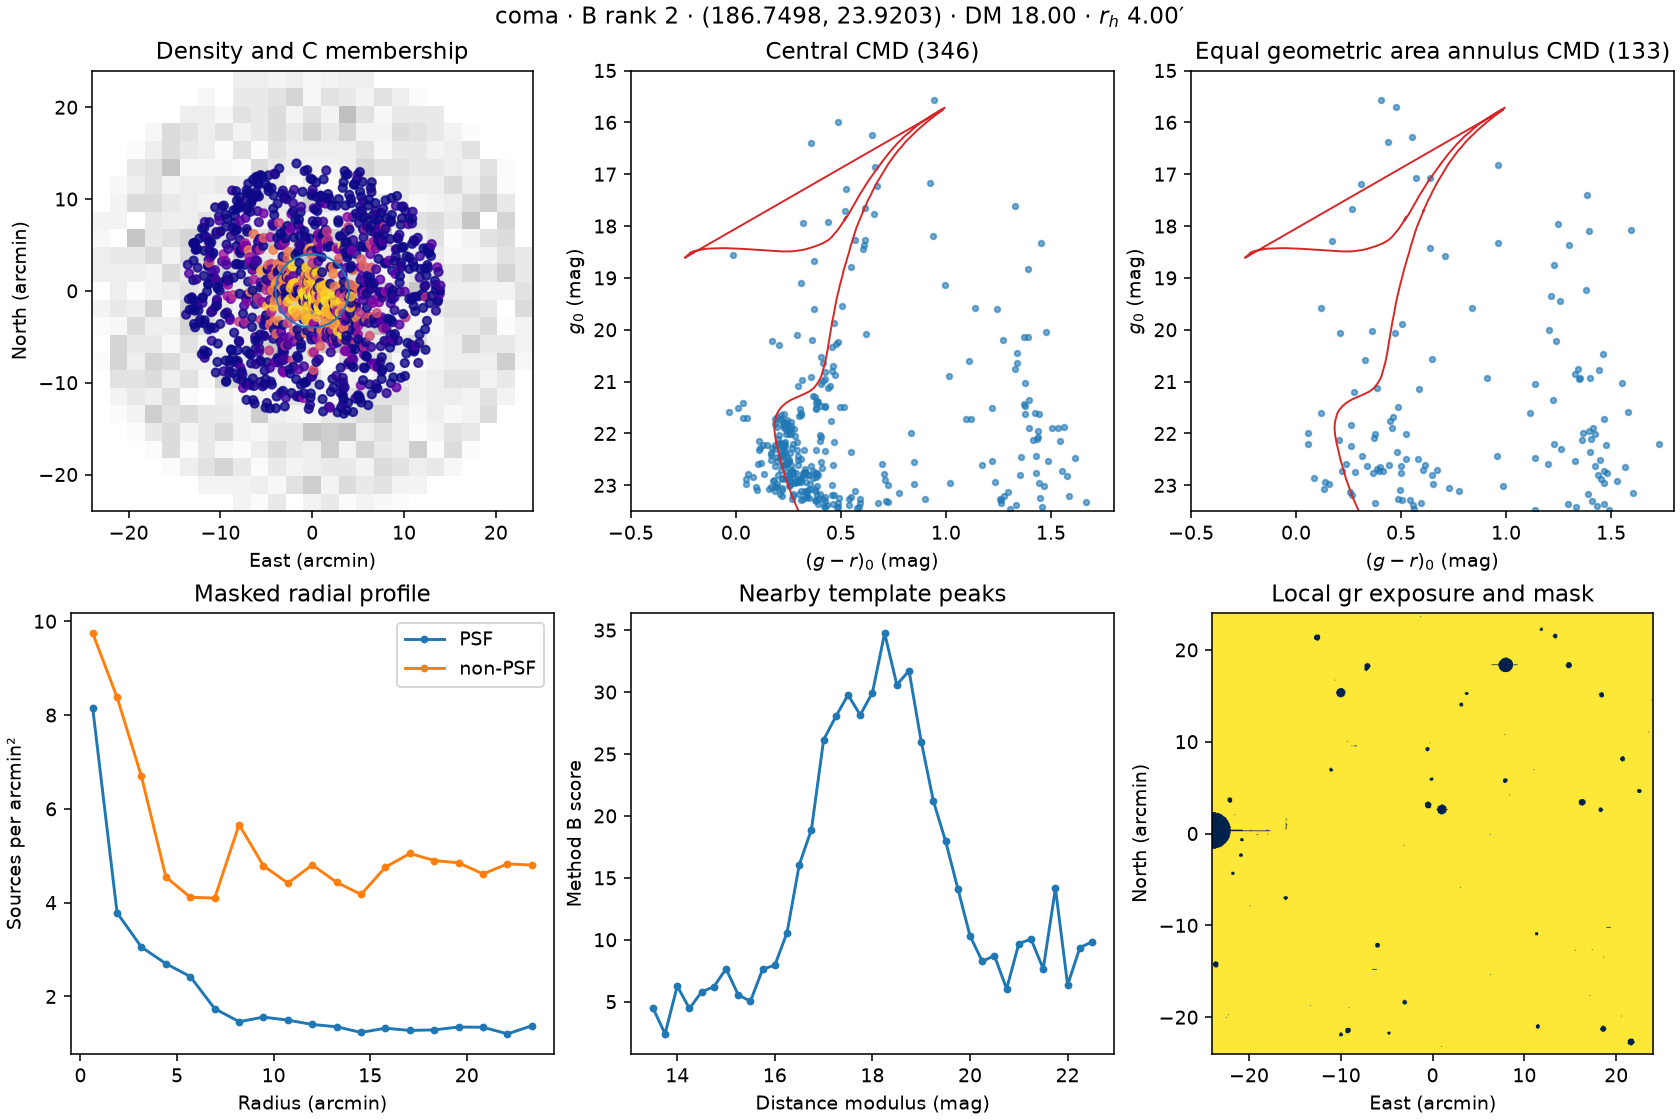 coma · B rank 2 · (186.7498, 23.9203) · DM 18.00 · r_h 4.00′
Density and C membership
20
10
0
−10
−20
North (arcmin)
−20 −10 0 10 20
East (arcmin)
Central CMD (346)
15
16
17
18
19
20
21
22
23
g₀ (mag)
−0.5 0.0 0.5 1.0 1.5
(g − r)₀ (mag)
Equal geometric area annulus CMD (133)
15
16
17
18
19
20
21
22
23
g₀ (mag)
−0.5 0.0 0.5 1.0 1.5
(g − r)₀ (mag)
Masked radial profile
10
8
6
4
2
Sources per arcmin²
PSF
non-PSF
0 5 10 15 20
Radius (arcmin)
Nearby template peaks
35
30
25
20
15
10
5
Method B score
14 16 18 20 22
Distance modulus (mag)
Local gr exposure and mask
20
10
0
−10
−20
North (arcmin)
−20 −10 0 10 20
East (arcmin)